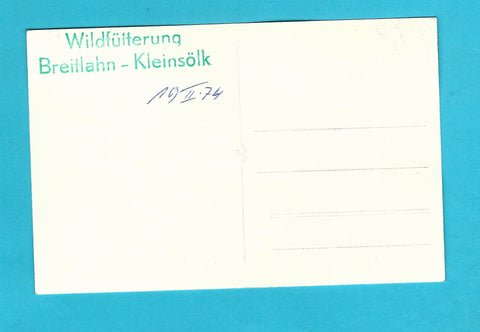 Wildfütterung
Breitlahn - Kleinsölk
19 II. 74